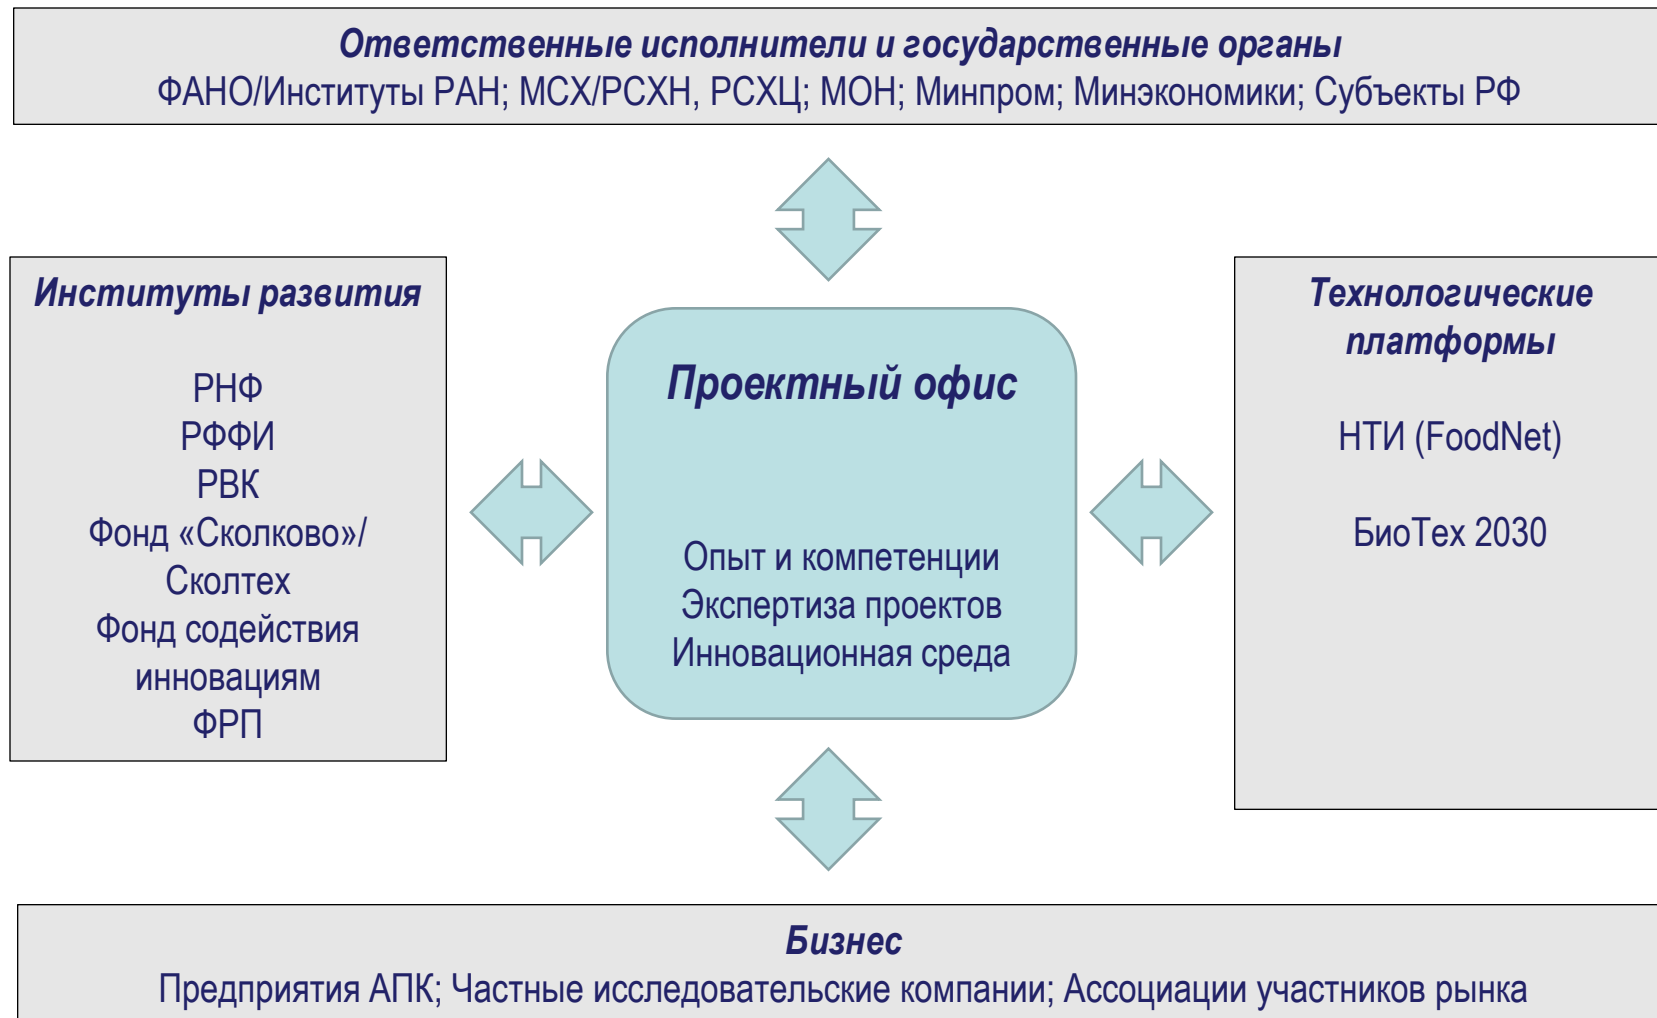 Ответственные исполнители и государственные органы
ФАНО/Институты РАН; МСХ/РСХН, РСХЦ; МОН; Минпром; Минэкономики; Субъекты РФ
Институты развития
РНФ
РФФИ
РВК
Фонд «Сколково»/
Сколтех
Фонд содействия
инновациям
ФРП
Проектный офис
Опыт и компетенции
Экспертиза проектов
Инновационная среда
Технологические
платформы
НТИ (FoodNet)
БиоТех 2030
Бизнес
Предприятия АПК; Частные исследовательские компании; Ассоциации участников рынка